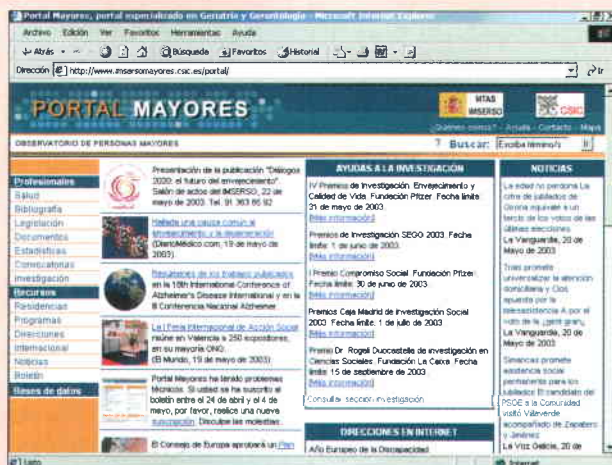 Portal Mayores, portal especializado en Geriatría y Gerontología - Microsoft Internet Explorer
Archivo Edición Ver Favoritos Herramientas Ayuda
Atrás Búsqueda Favoritos Historial
Dirección http://www.imsersomayores.csic.es/portal/ Ir
PORTAL MAYORES
MTAS
IMSERSO
CSIC
¿Quiénes somos? - Ayuda - Contacto - Mapa
OBSERVATORIO DE PERSONAS MAYORES
? Buscar: Escriba término/s Ir
Profesionales
Salud
Bibliografía
Legislación
Documentos
Estadísticas
Convocatorias
Investigación
Recursos
Residencias
Programas
Direcciones
Internacional
Noticias
Boletín
Bases de datos
Presentación de la publicación "Diálogos
2020: el futuro del envejecimiento".
Salón de actos del IMSERSO, 22 de
mayo de 2003. Tel. 91 363 86 92
Hallada una causa común al
envejecimiento y la degeneración
(DiarioMédico.com, 19 de mayo de
2003).
Resúmenes de los trabajos publicados
en la 18th International Conference of
Alzheimer's Disease International y en la
III Conferencia Nacional Alzheimer.
La I Feria Internacional de Acción Social
reúne en Valencia a 250 expositores,
en su mayoría ONG.
(El Mundo, 19 de mayo de 2003)
Portal Mayores ha tenido problemas
técnicos. Si usted se ha suscrito al
boletín entre el 24 de abril y el 4 de
mayo, por favor, realice una nueva
suscripción. Disculpe las molestias.
El Consejo de Europa aprobará un Plan
AYUDAS A LA INVESTIGACIÓN
IV Premios de Investigación: Envejecimiento y
Calidad de Vida. Fundación Pfizer. Fecha límite:
31 de mayo de 2003.
[Más información]
Premios de Investigación SEGO 2003. Fecha
límite: 1 de junio de 2003.
[Más información]
I Premio Compromiso Social. Fundación Pfizer.
Fecha límite: 30 de junio de 2003.
[Más información]
Premios Caja Madrid de Investigación Social
2003. Fecha límite: 1 de julio de 2003.
[Más información]
Premio Dr. Rogeli Duocastella de investigación en
Ciencias Sociales. Fundación La Caixa. Fecha
límite: 15 de septiembre de 2003.
[Más información]
Consultar sección investigación
DIRECCIONES EN INTERNET
Año Europeo de la Discapacidad
NOTICIAS
La edad no perdona La
cifra de jubilados de
Girona equivale a un
tercio de los votos de las
últimas elecciones.
La Vanguardia, 20 de
Mayo de 2003
Trias promete
universalizar la atención
domiciliaria y Clos
apuesta por la
teleasistencia A por el
voto de la gent gran
La Vanguardia, 20 de
Mayo de 2003
Simancas promete
asistencia social
permanente para los
jubilados El candidato del
PSOE a la Comunidad
visitó Villaverde
acompañado de Zapatero
y Jiménez
La Voz Galicia, 20 de
Listo
Internet